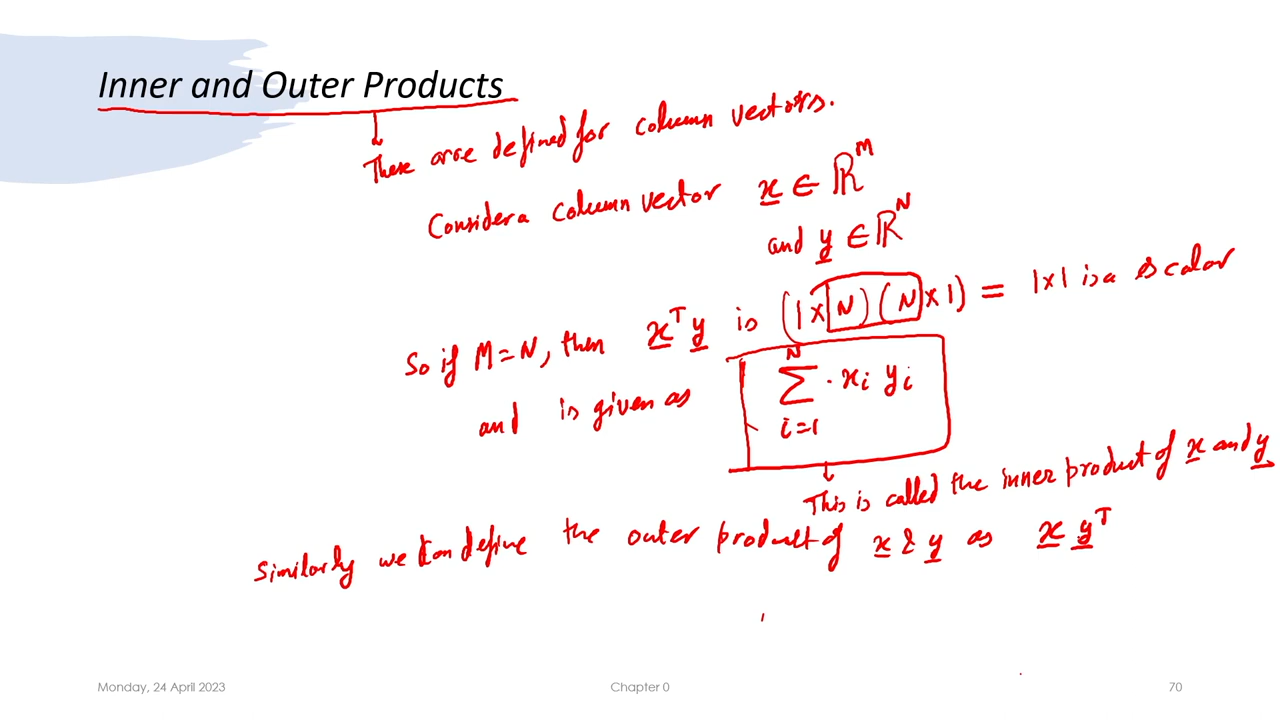 Inner and Outer Products
These are defined for column vectors.
Consider a column vector x ∈ ℝ^M
and y ∈ ℝ^N
So if M = N, then x^T y is (1×N)(N×1) = 1×1 is a scalar
and is given as ∑_{i=1}^{N} · x_i y_i
This is called the inner product of x and y
Similarly we can define the outer product of x & y as x y^T
Monday, 24 April 2023
Chapter 0
70